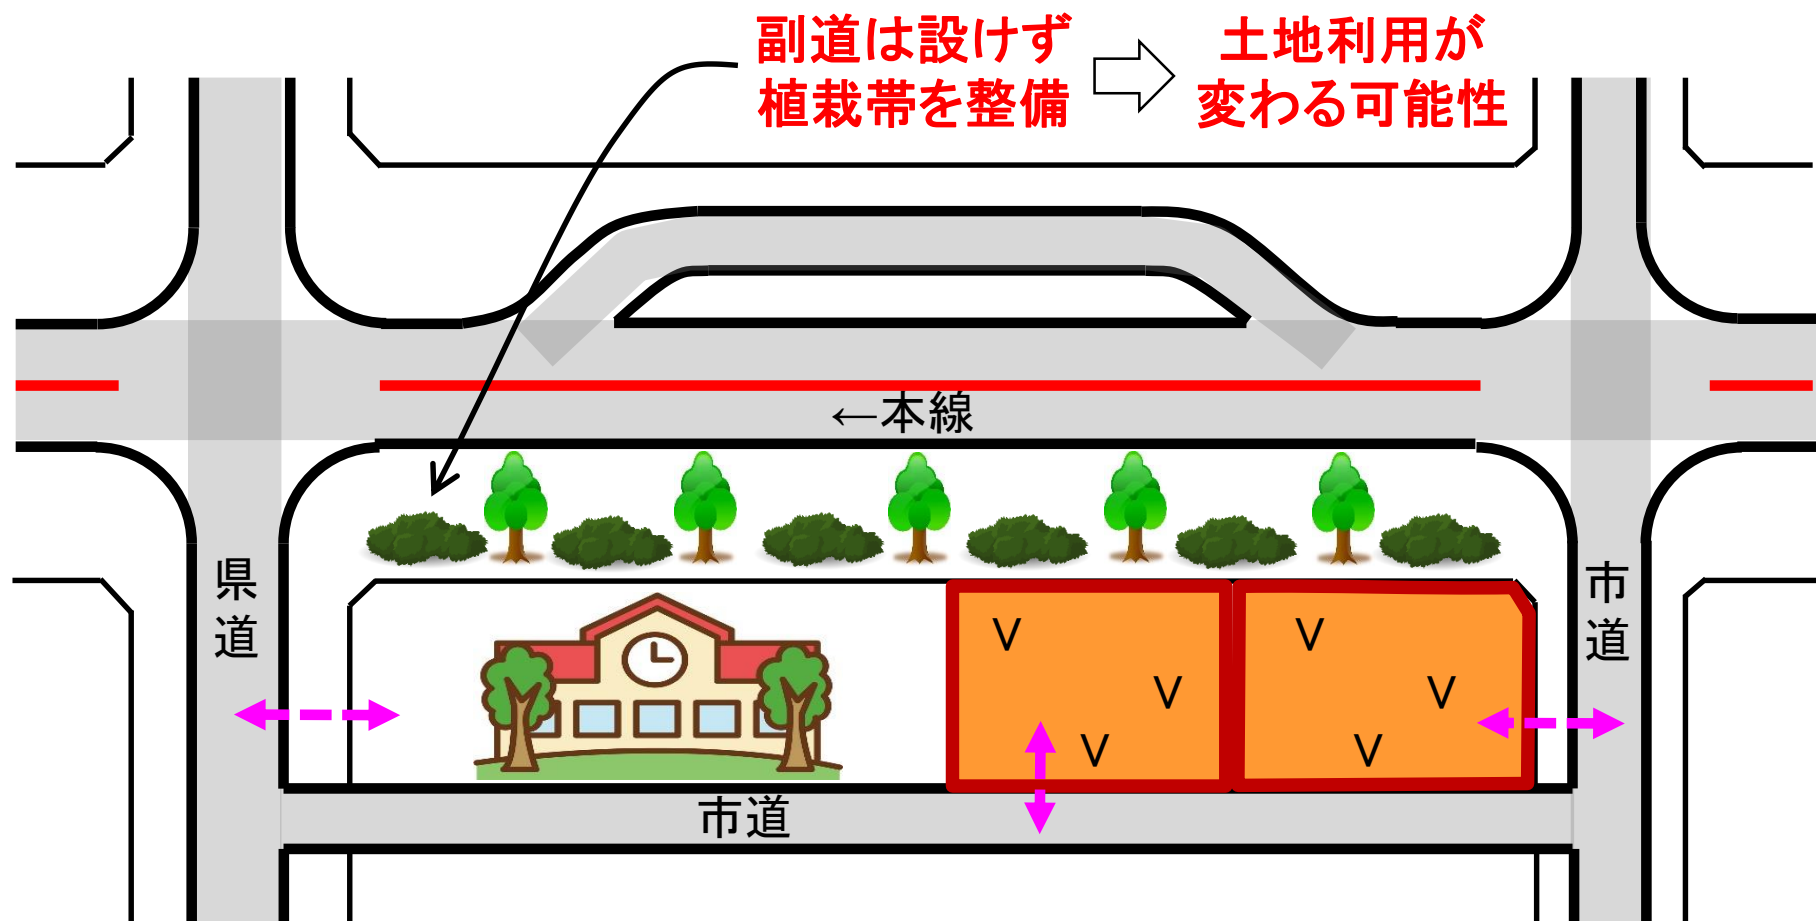 副道は設けず
植栽帯を整備
土地利用が
変わる可能性
←本線
県道
市道
市道
V
V
V
V
V
V